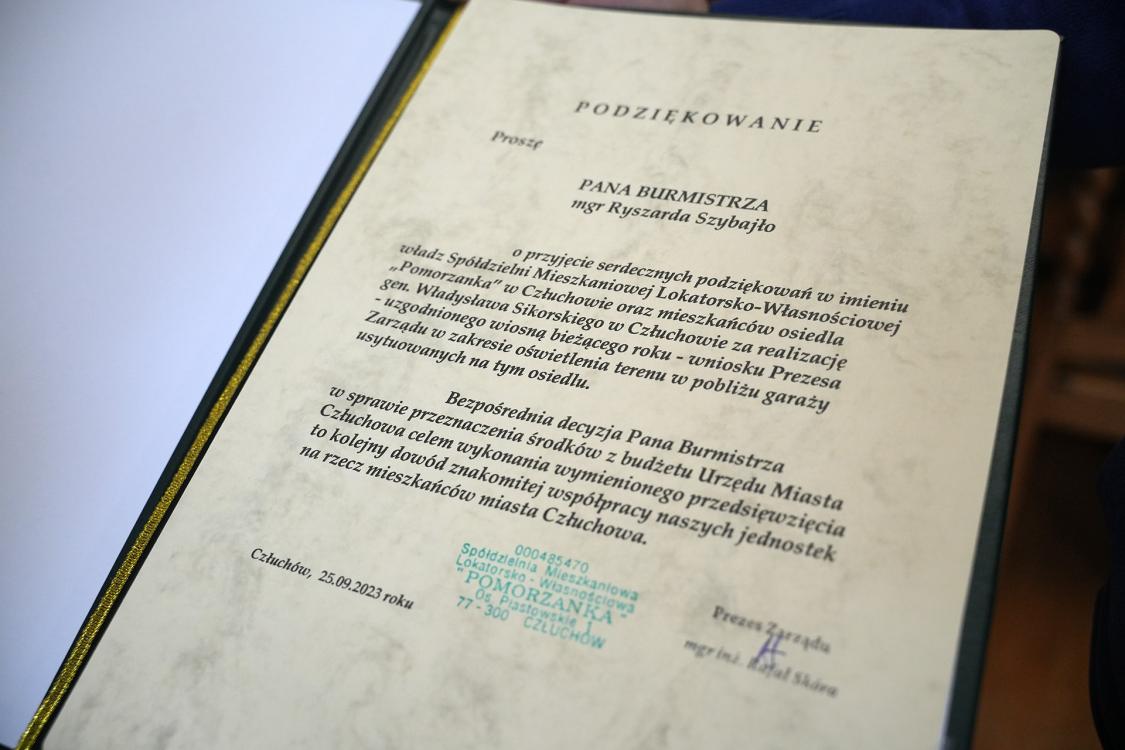 PODZIĘKOWANIE
Proszę
PANA BURMISTRZA
mgr Ryszarda Szybajło
o przyjęcie serdecznych podziękowań w imieniu
władz Spółdzielni Mieszkaniowej Lokatorsko-Własnościowej
„Pomorzanka" w Człuchowie oraz mieszkańców osiedla
gen. Władysława Sikorskiego w Człuchowie za realizację
- uzgodnionego wiosną bieżącego roku - wniosku Prezesa
Zarządu w zakresie oświetlenia terenu w pobliżu garaży
usytuowanych na tym osiedlu.
Bezpośrednia decyzja Pana Burmistrza
w sprawie przeznaczenia środków z budżetu Urzędu Miasta
Człuchowa celem wykonania wymienionego przedsięwzięcia
to kolejny dowód znakomitej współpracy naszych jednostek
na rzecz mieszkańców miasta Człuchowa.
Człuchów, 25.09.2023 roku
000485470
Spółdzielnia Mieszkaniowa
Lokatorsko - Własnościowa
"POMORZANKA"
Os. Piastowskie 1
77-300 CZŁUCHÓW
Prezes Zarządu
mgr inż. Rafał Skóra